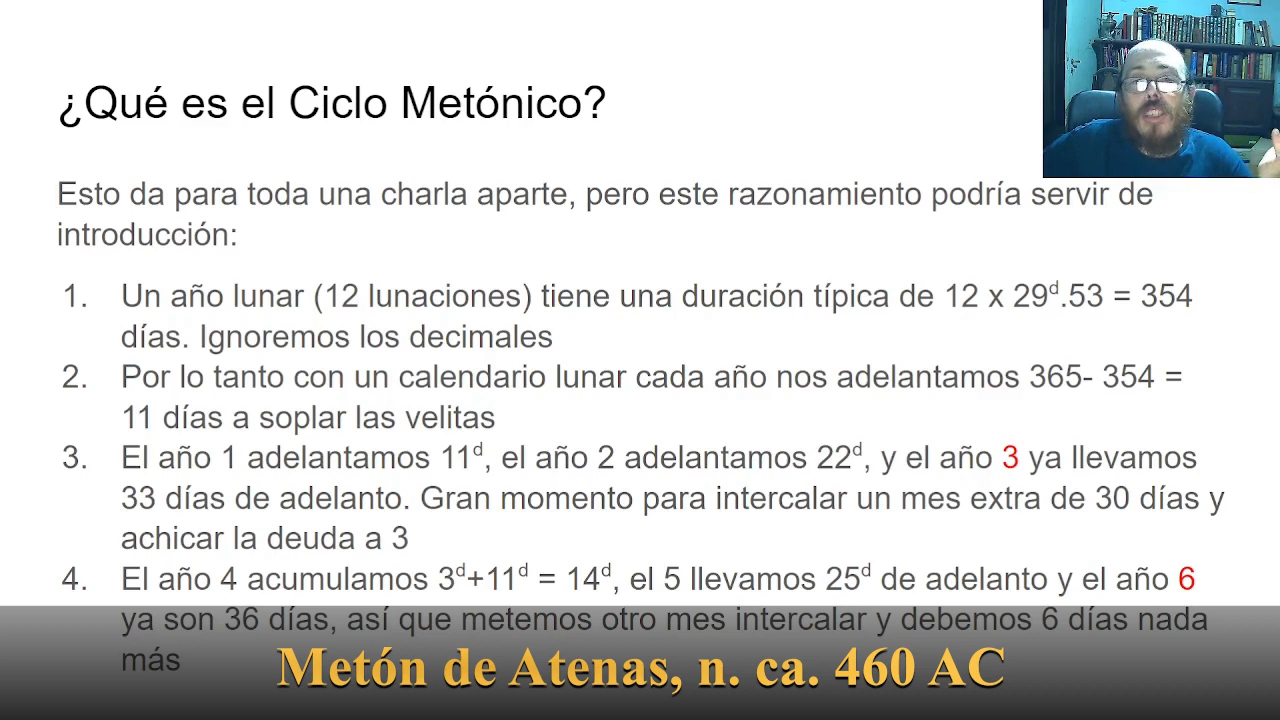 ¿Qué es el Ciclo Metónico?
Esto da para toda una charla aparte, pero este razonamiento podría servir de
introducción:
1. Un año lunar (12 lunaciones) tiene una duración típica de 12 x 29ᵈ.53 = 354
días. Ignoremos los decimales
2. Por lo tanto con un calendario lunar cada año nos adelantamos 365- 354 =
11 días a soplar las velitas
3. El año 1 adelantamos 11ᵈ, el año 2 adelantamos 22ᵈ, y el año 3 ya llevamos
33 días de adelanto. Gran momento para intercalar un mes extra de 30 días y
achicar la deuda a 3
4. El año 4 acumulamos 3ᵈ+11ᵈ = 14ᵈ, el 5 llevamos 25ᵈ de adelanto y el año 6
ya son 36 días, así que metemos otro mes intercalar y debemos 6 días nada
más
Metón de Atenas, n. ca. 460 AC